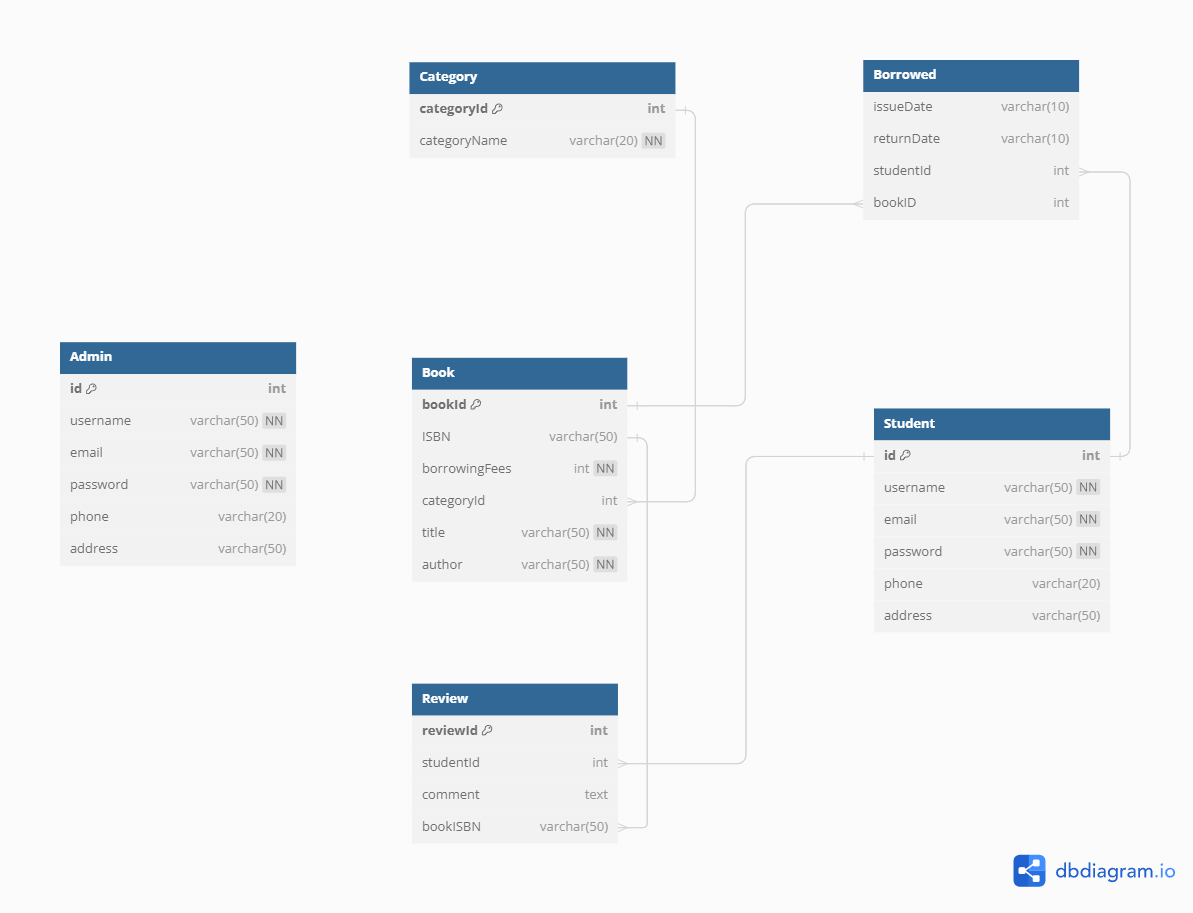 Category
categoryId int
categoryName varchar(20) NN
Borrowed
issueDate varchar(10)
returnDate varchar(10)
studentId int
bookID int
Admin
id int
username varchar(50) NN
email varchar(50) NN
password varchar(50) NN
phone varchar(20)
address varchar(50)
Book
bookId int
ISBN varchar(50)
borrowingFees int NN
categoryId int
title varchar(50) NN
author varchar(50) NN
Student
id int
username varchar(50) NN
email varchar(50) NN
password varchar(50) NN
phone varchar(20)
address varchar(50)
Review
reviewId int
studentId int
comment text
bookISBN varchar(50)
dbdiagram.io